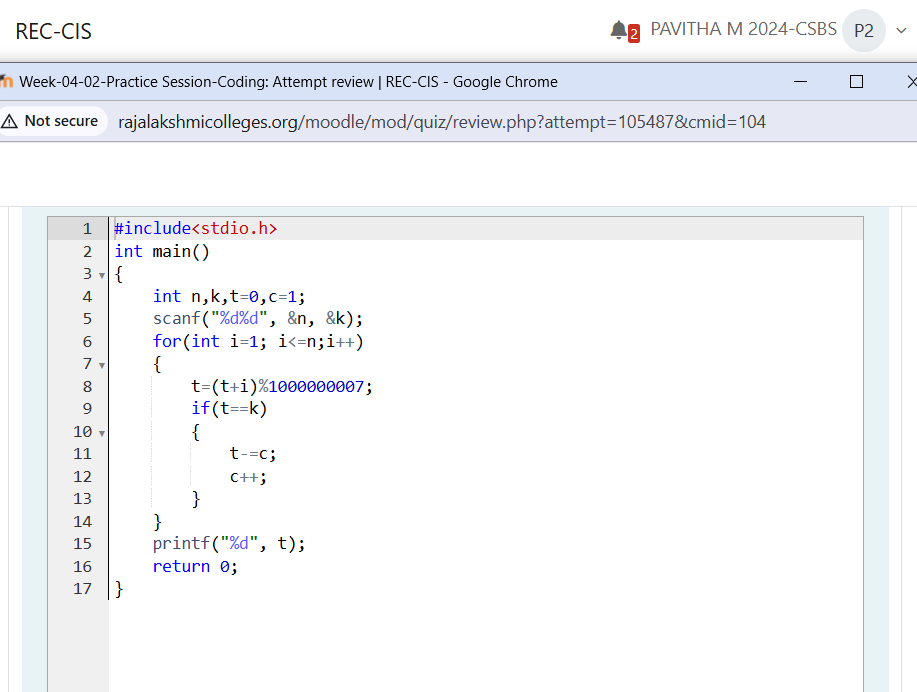 REC-CIS
2 PAVITHA M 2024-CSBS P2
Week-04-02-Practice Session-Coding: Attempt review | REC-CIS - Google Chrome
Not secure rajalakshmicolleges.org/moodle/mod/quiz/review.php?attempt=105487&cmid=104
1 #include<stdio.h>
2 int main()
3 {
4 int n,k,t=0,c=1;
5 scanf("%d%d", &n, &k);
6 for(int i=1; i<=n;i++)
7 {
8 t=(t+i)%1000000007;
9 if(t==k)
10 {
11 t-=c;
12 c++;
13 }
14 }
15 printf("%d", t);
16 return 0;
17 }